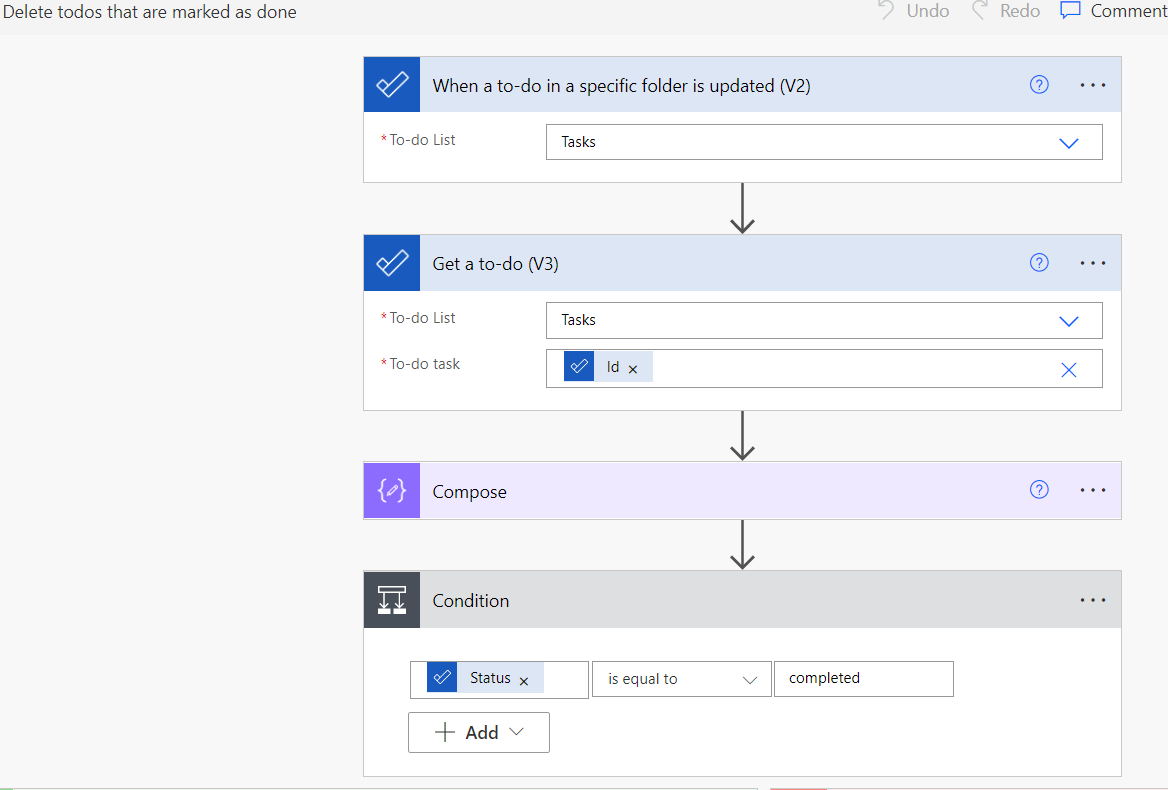 Delete todos that are marked as done
Undo Redo Comment
When a to-do in a specific folder is updated (V2) ? ...
*To-do List Tasks
Get a to-do (V3) ? ...
*To-do List Tasks
*To-do task Id ×
Compose ? ...
Condition ...
Status × is equal to completed
+ Add